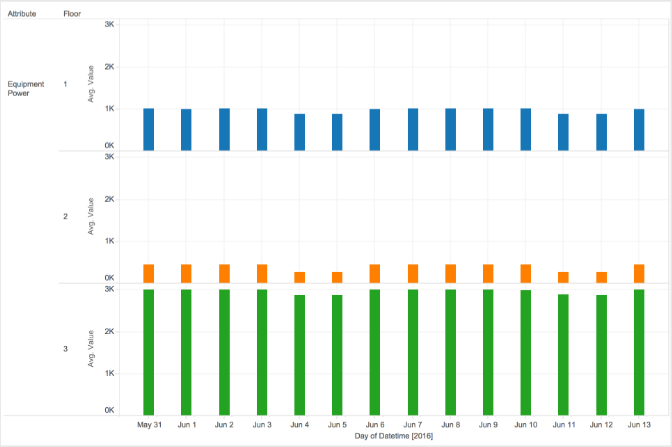 Attribute Floor
Equipment
Power
1
Avg. Value
3K
2K
1K
0K
2
Avg. Value
3K
2K
1K
0K
3
Avg. Value
3K
2K
1K
0K
May 31 Jun 1 Jun 2 Jun 3 Jun 4 Jun 5 Jun 6 Jun 7 Jun 8 Jun 9 Jun 10 Jun 11 Jun 12 Jun 13
Day of Datetime [2016]